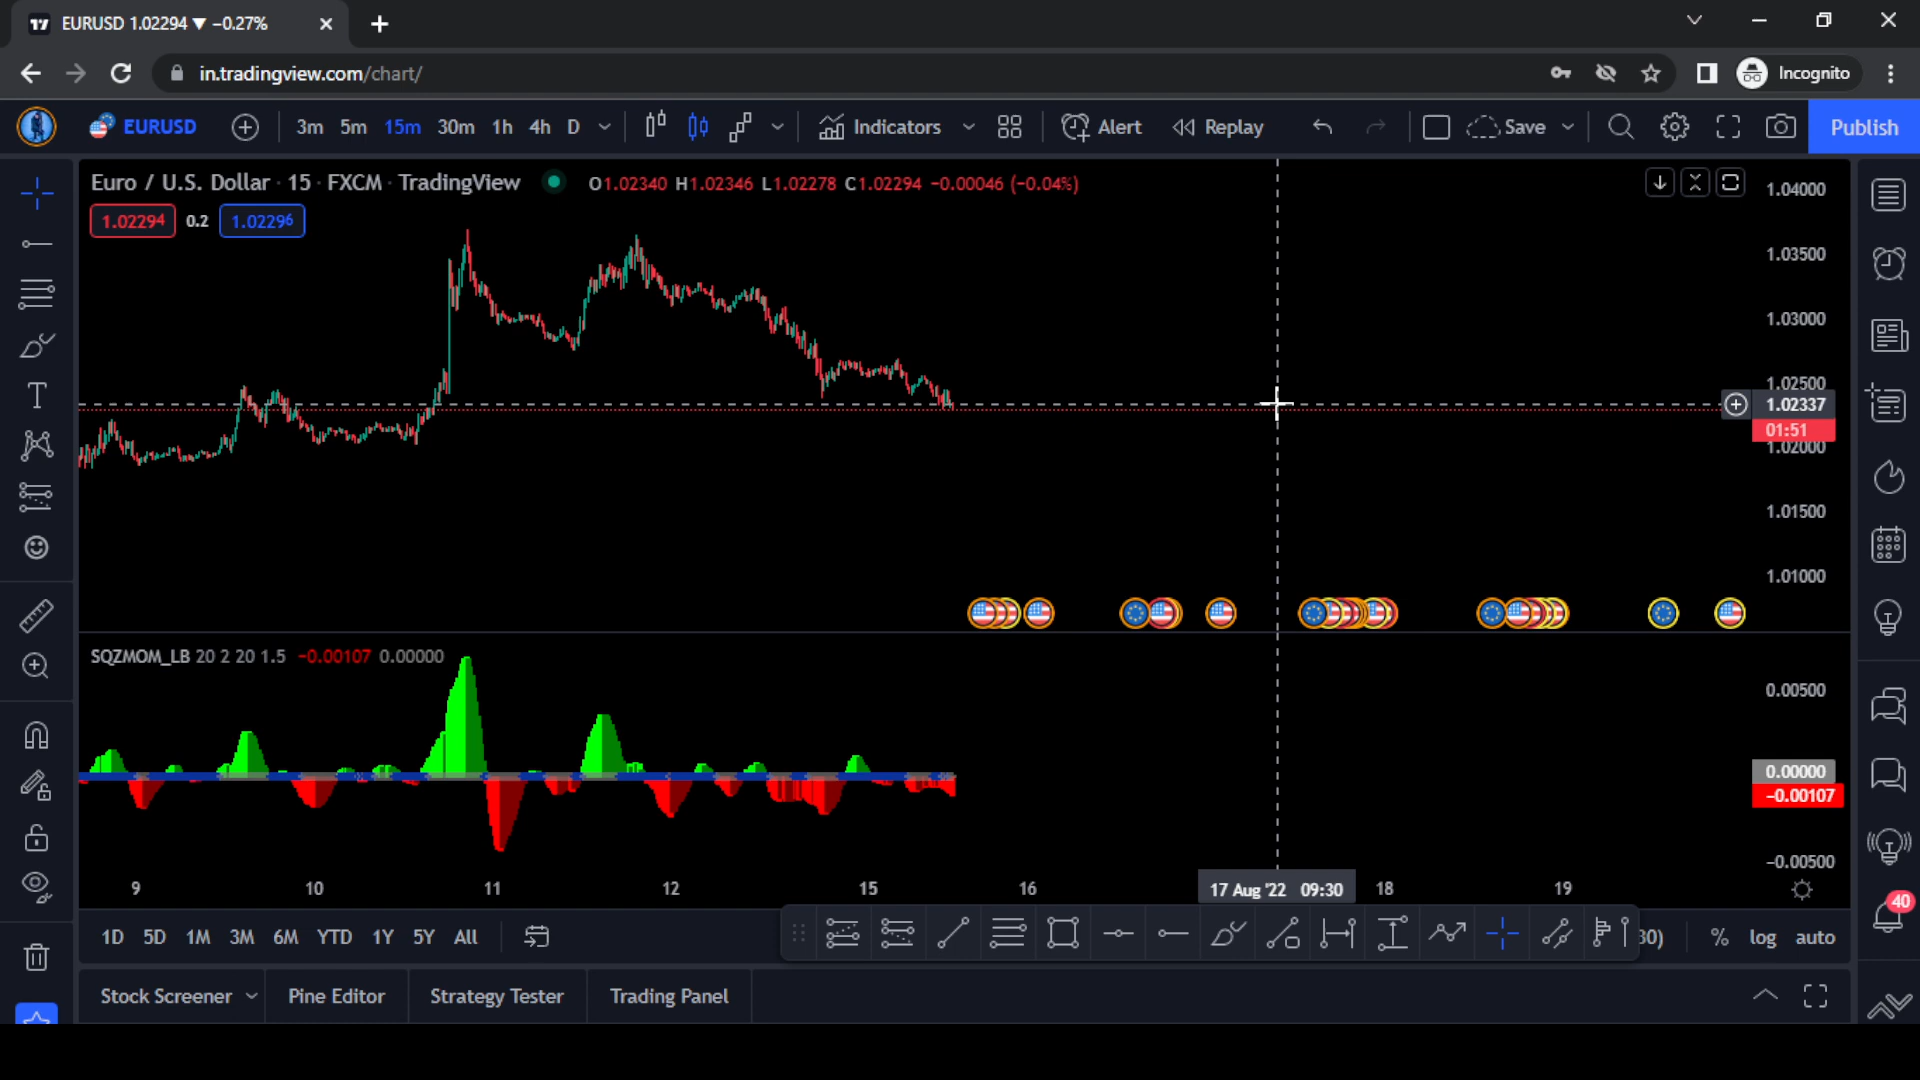 EURUSD 1.02294 ▼ −0.27%
in.tradingview.com/chart/
Incognito
EURUSD 3m 5m 15m 30m 1h 4h D Indicators Alert Replay Save Publish
Euro / U.S. Dollar · 15 · FXCM · TradingView O1.02340 H1.02346 L1.02278 C1.02294 −0.00046 (−0.04%)
1.02294 0.2 1.02296
1.04000
1.03500
1.03000
1.02500
1.02337
01:51
1.02000
1.01500
1.01000
SQZMOM_LB 20 2 20 1.5 −0.00107 0.00000
0.00500
0.00000
−0.00107
−0.00500
9 10 11 12 15 16 17 Aug '22 09:30 18 19
40
1D 5D 1M 3M 6M YTD 1Y 5Y All
30) % log auto
Stock Screener Pine Editor Strategy Tester Trading Panel